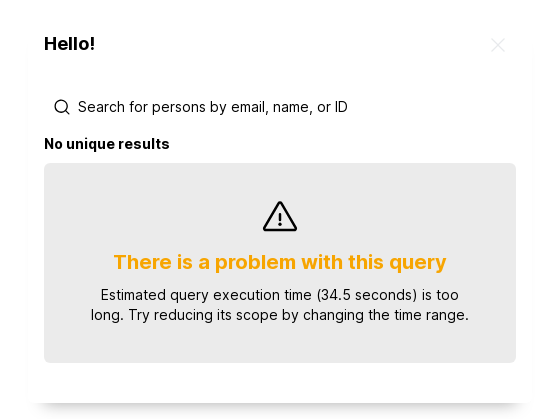 Hello!
Search for persons by email, name, or ID
No unique results
There is a problem with this query
Estimated query execution time (34.5 seconds) is too
long. Try reducing its scope by changing the time range.